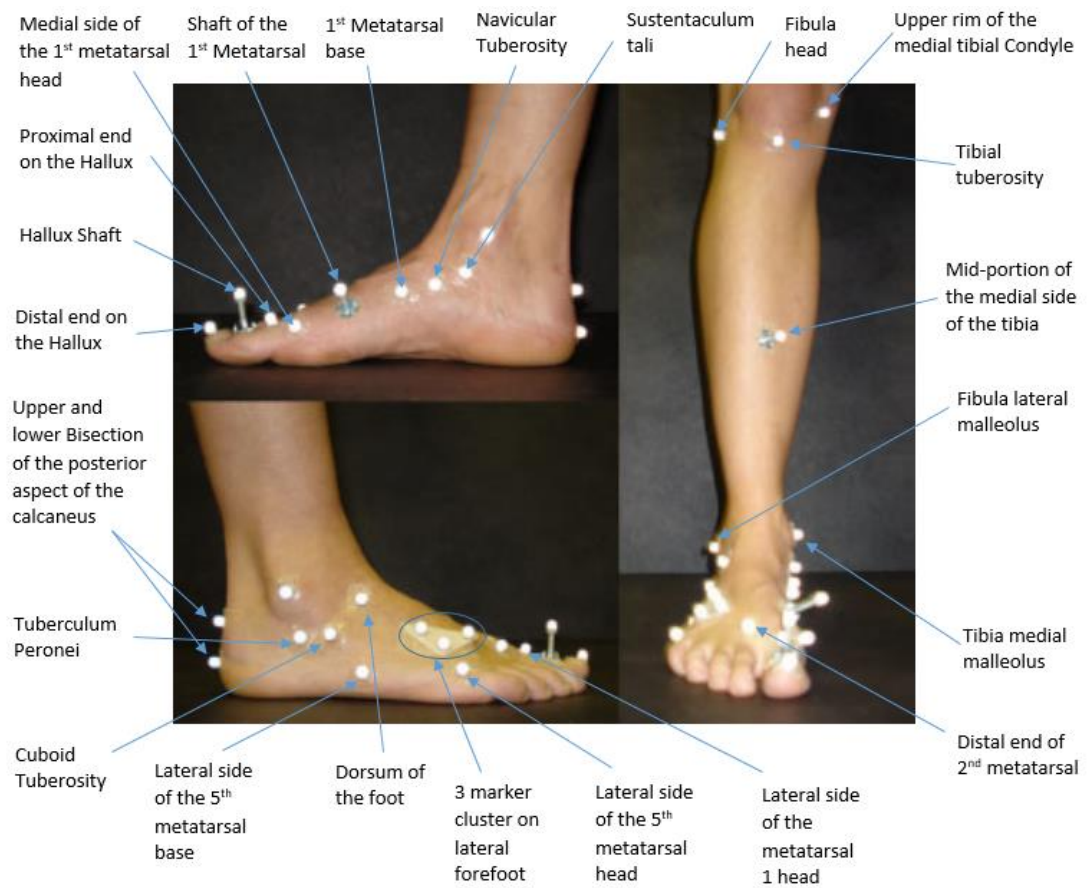 Medial side of
the 1st metatarsal
head
Shaft of the
1st Metatarsal
1st Metatarsal
base
Navicular
Tuberosity
Sustentaculum
tali
Fibula
head
Upper rim of the
medial tibial Condyle
Proximal end
on the Hallux
Hallux Shaft
Distal end on
the Hallux
Upper and
lower Bisection
of the posterior
aspect of the
calcaneus
Tuberculum
Peronei
Cuboid
Tuberosity
Lateral side
of the 5th
metatarsal
base
Dorsum of
the foot
3 marker
cluster on
lateral
forefoot
Lateral side
of the 5th
metatarsal
head
Lateral side
of the
metatarsal
1 head
Tibial
tuberosity
Mid-portion of
the medial side
of the tibia
Fibula lateral
malleolus
Tibia medial
malleolus
Distal end of
2nd metatarsal